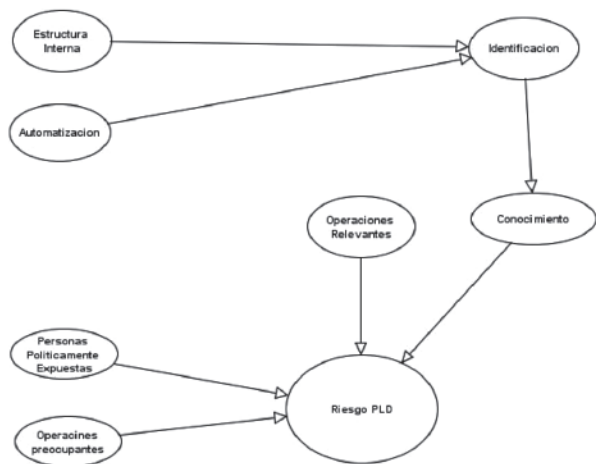 Estructura
Interna
Identificacion
Automatizacion
Operaciones
Relevantes
Conocimiento
Personas
Politicamente
Expuestas
Riesgo PLD
Operacines
preocupantes